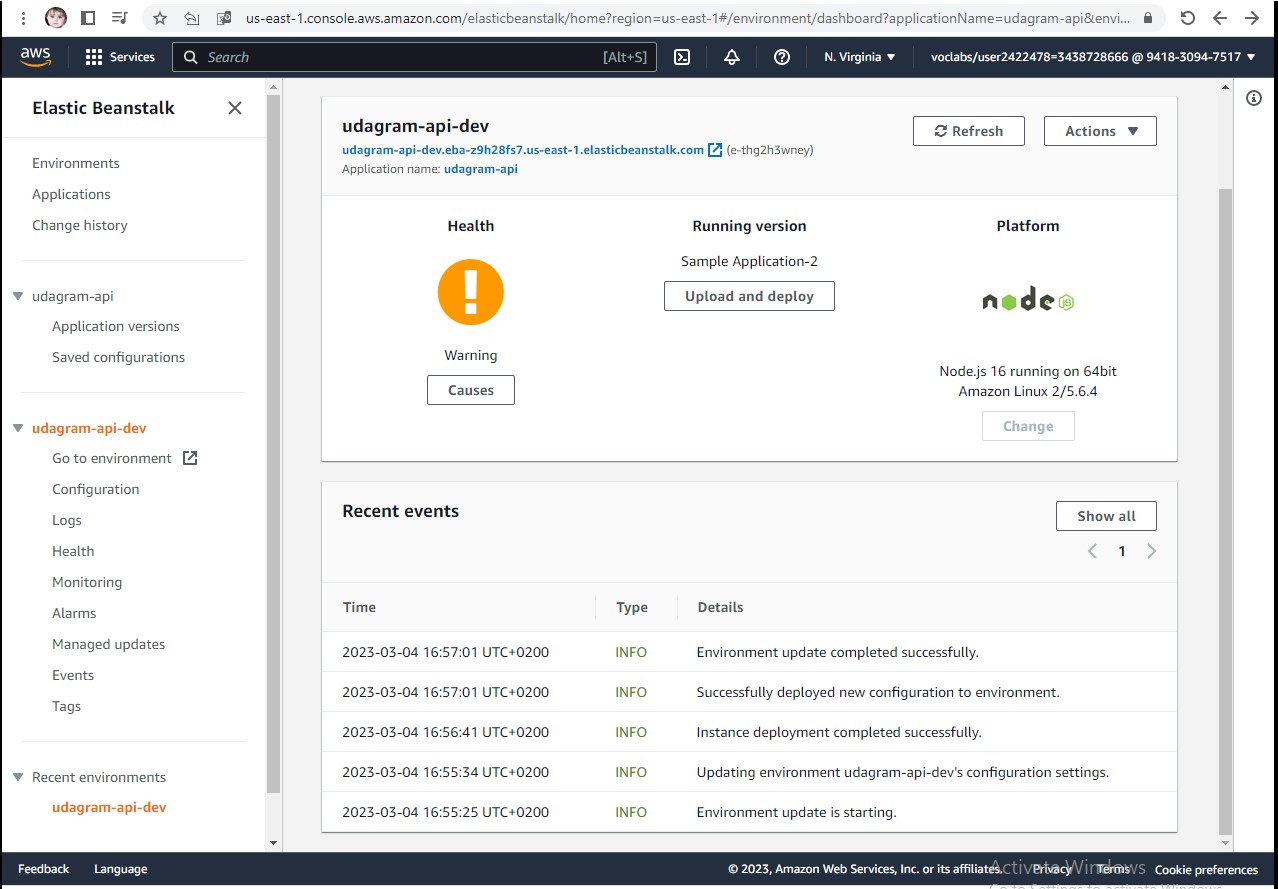 us-east-1.console.aws.amazon.com/elasticbeanstalk/home?region=us-east-1#/environment/dashboard?applicationName=udagram-api&envi...
aws
Services
Search
[Alt+S]
N. Virginia
voclabs/user2422478=3438728666 @ 9418-3094-7517
Elastic Beanstalk
Environments
Applications
Change history
udagram-api
Application versions
Saved configurations
udagram-api-dev
Go to environment
Configuration
Logs
Health
Monitoring
Alarms
Managed updates
Events
Tags
Recent environments
udagram-api-dev
udagram-api-dev
udagram-api-dev.eba-z9h28fs7.us-east-1.elasticbeanstalk.com (e-thg2h3wney)
Application name: udagram-api
Refresh
Actions
Health
Warning
Causes
Running version
Sample Application-2
Upload and deploy
Platform
node
JS
Node.js 16 running on 64bit
Amazon Linux 2/5.6.4
Change
Recent events
Show all
1
Time Type Details
2023-03-04 16:57:01 UTC+0200 INFO Environment update completed successfully.
2023-03-04 16:57:01 UTC+0200 INFO Successfully deployed new configuration to environment.
2023-03-04 16:56:41 UTC+0200 INFO Instance deployment completed successfully.
2023-03-04 16:55:34 UTC+0200 INFO Updating environment udagram-api-dev's configuration settings.
2023-03-04 16:55:25 UTC+0200 INFO Environment update is starting.
Feedback Language
© 2023, Amazon Web Services, Inc. or its affiliates. Privacy Terms Cookie preferences
Activate Windows
Go to Settings to activate Windows